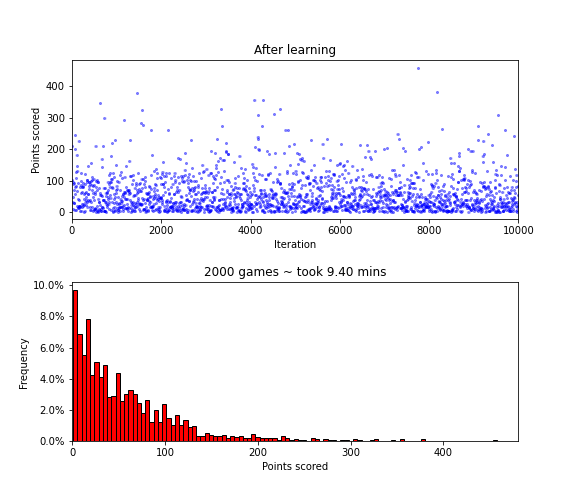 After learning
Points scored
400
300
200
100
0
0 2000 4000 6000 8000 10000
Iteration
2000 games ~ took 9.40 mins
Frequency
10.0%
8.0%
6.0%
4.0%
2.0%
0.0%
0 200 400
Points scored